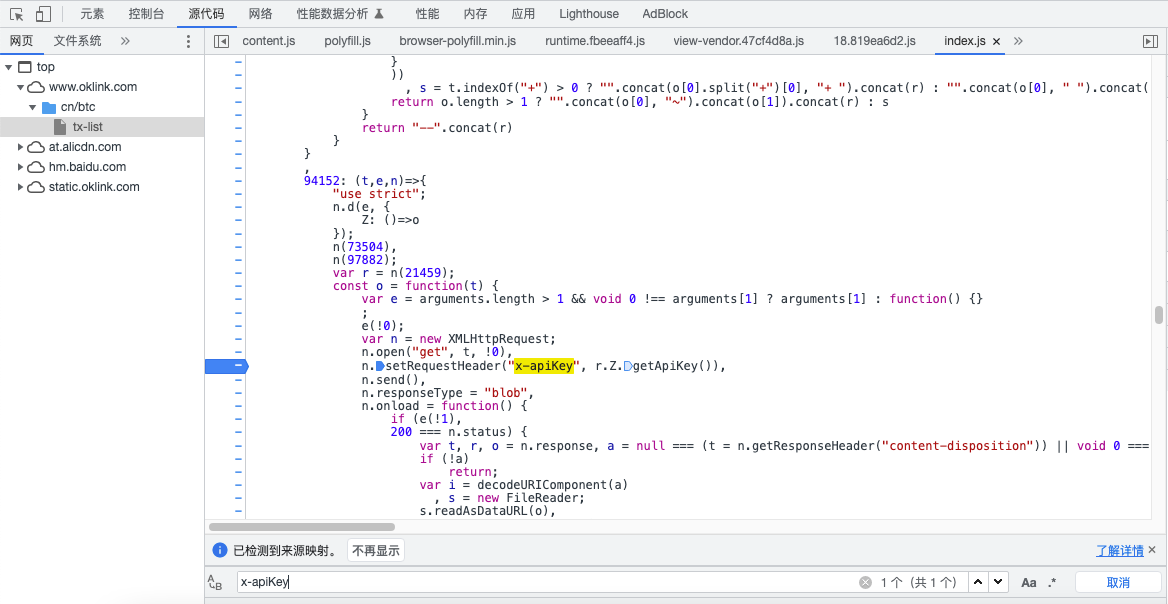 元素 控制台 源代码 网络 性能数据分析 性能 内存 应用 Lighthouse AdBlock
网页 文件系统 » content.js polyfill.js browser-polyfill.min.js runtime.fbeeaff4.js view-vendor.47cf4d8a.js 18.819ea6d2.js index.js × »
top
www.oklink.com
cn/btc
tx-list
at.alicdn.com
hm.baidu.com
static.oklink.com
}
))
, s = t.indexOf("+") > 0 ? "".concat(o[0].split("+")[0], "+ ").concat(r) : "".concat(o[0], " ").concat(
return o.length > 1 ? "".concat(o[0], "~").concat(o[1]).concat(r) : s
}
return "--".concat(r)
}
}
,
94152: (t,e,n)=>{
"use strict";
n.d(e, {
Z: ()=>o
});
n(73504),
n(97882);
var r = n(21459);
const o = function(t) {
var e = arguments.length > 1 && void 0 !== arguments[1] ? arguments[1] : function() {}
;
e(!0);
var n = new XMLHttpRequest;
n.open("get", t, !0),
n.setRequestHeader("x-apiKey", r.Z.getApiKey()),
n.send(),
n.responseType = "blob",
n.onload = function() {
if (e(!1),
200 === n.status) {
var t, r, o = n.response, a = null === (t = n.getResponseHeader("content-disposition")) || void 0 ===
if (!a)
return;
var i = decodeURIComponent(a)
, s = new FileReader;
s.readAsDataURL(o),
已检测到来源映射。 不再显示 了解详情 ×
x-apiKey 1 个 (共 1 个) Aa .* 取消